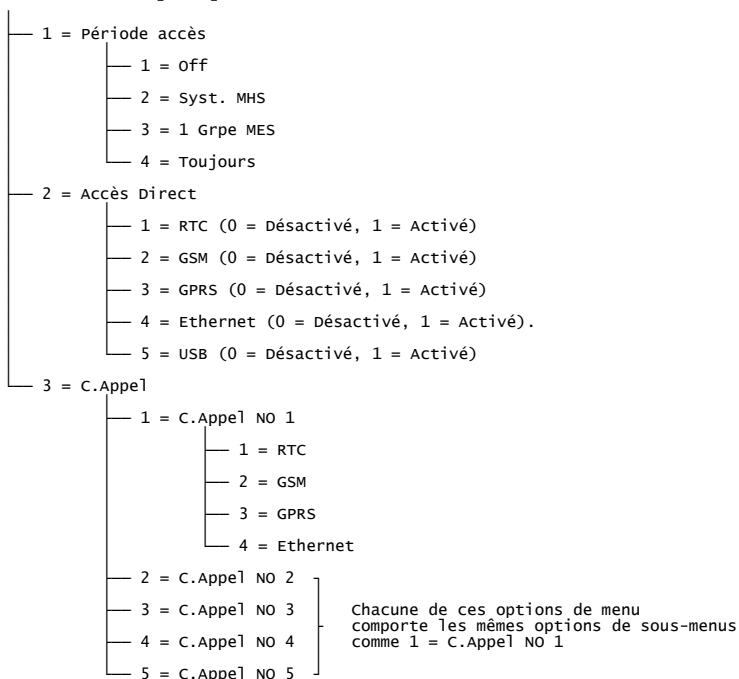 1 = Période accès
1 = Off
2 = Syst. MHS
3 = 1 Grpe MES
4 = Toujours
2 = Accès Direct
1 = RTC (0 = Désactivé, 1 = Activé)
2 = GSM (0 = Désactivé, 1 = Activé)
3 = GPRS (0 = Désactivé, 1 = Activé)
4 = Ethernet (0 = Désactivé, 1 = Activé).
5 = USB (0 = Désactivé, 1 = Activé)
3 = C.Appel
1 = C.Appel NO 1
1 = RTC
2 = GSM
3 = GPRS
4 = Ethernet
2 = C.Appel NO 2
3 = C.Appel NO 3
4 = C.Appel NO 4
5 = C.Appel NO 5
Chacune de ces options de menu
comporte les mêmes options de sous-menus
comme 1 = C.Appel NO 1